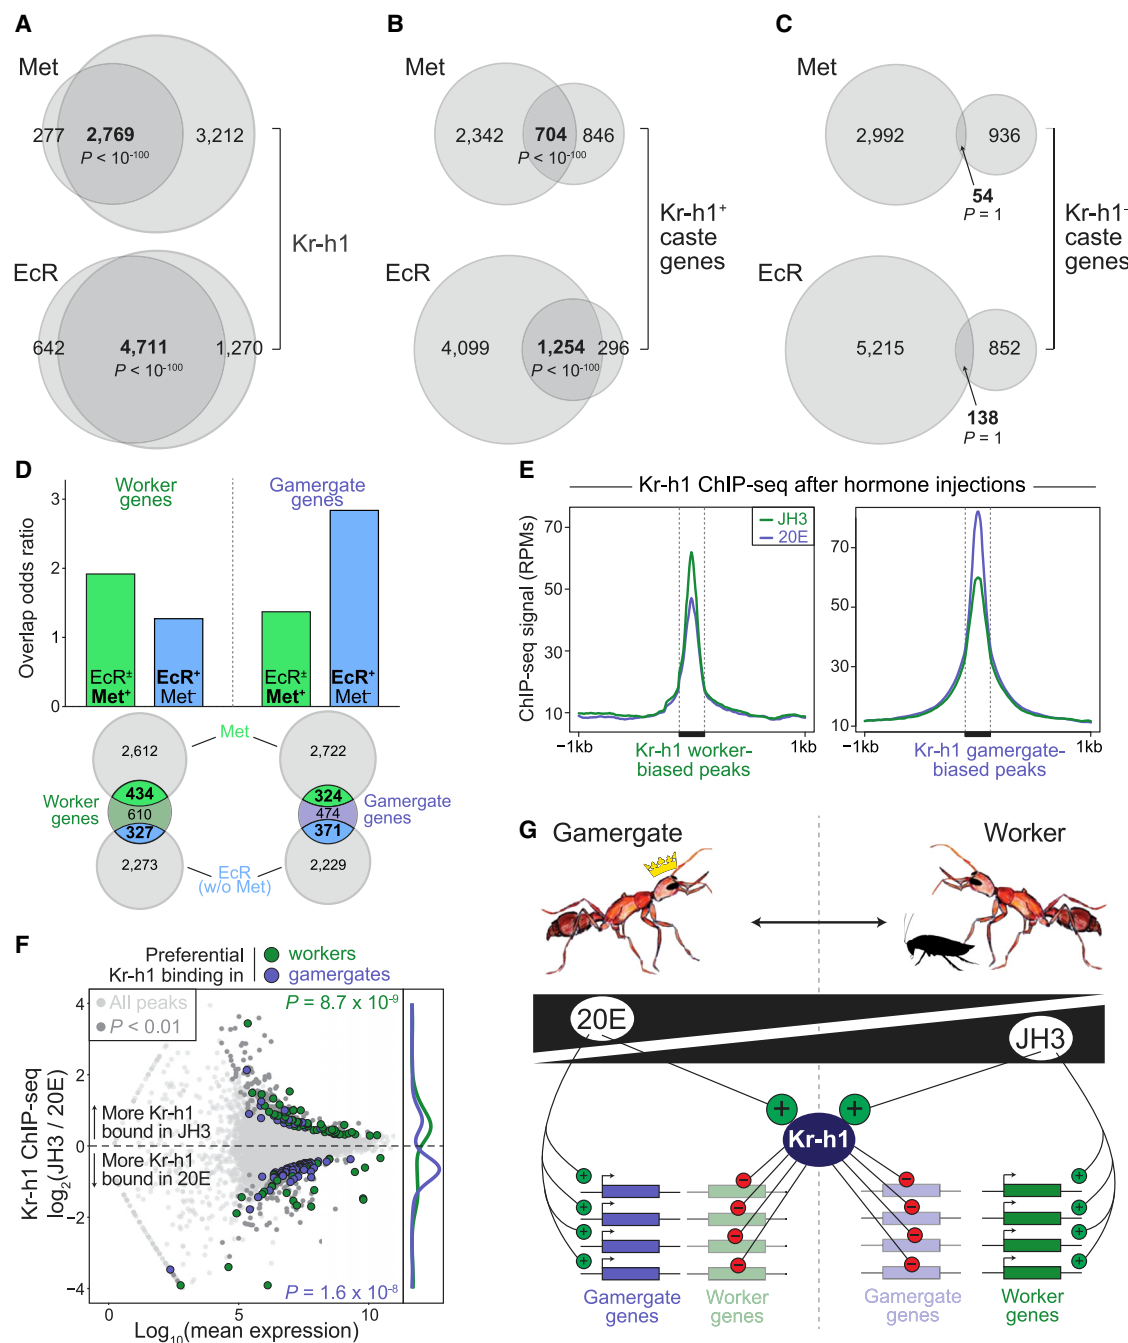 A
Met
277
2,769
3,212
P < 10⁻¹⁰⁰
EcR
642
4,711
1,270
P < 10⁻¹⁰⁰
Kr-h1
B
Met
2,342
704
846
P < 10⁻¹⁰⁰
EcR
4,099
1,254
296
P < 10⁻¹⁰⁰
Kr-h1⁺
caste
genes
C
Met
2,992
936
54
P = 1
EcR
5,215
852
138
P = 1
Kr-h1⁻
caste
genes
D
Worker
genes
Gamergate
genes
Overlap odds ratio
3
2
1
0
EcR±
Met⁺
EcR⁺
Met⁻
EcR±
Met⁺
EcR⁺
Met⁻
2,612
Met
2,722
434
324
Worker
genes
610
474
Gamergate
genes
327
371
2,273
EcR
(w/o Met)
2,229
E
Kr-h1 ChIP-seq after hormone injections
ChIP-seq signal (RPMs)
70
50
30
10
JH3
20E
−1kb
1kb
Kr-h1 worker-
biased peaks
70
50
30
10
−1kb
1kb
Kr-h1 gamergate-
biased peaks
F
Preferential
Kr-h1 binding in
workers
gamergates
All peaks
P < 0.01
P = 8.7 x 10⁻⁹
Kr-h1 ChIP-seq
log₂(JH3 / 20E)
4
2
0
−2
−4
More Kr-h1
bound in JH3
More Kr-h1
bound in 20E
P = 1.6 x 10⁻⁸
0
5
10
Log₁₀(mean expression)
G
Gamergate
Worker
20E
JH3
+
+
Kr-h1
+
+
+
+
−
−
−
−
−
−
−
−
+
+
+
+
Gamergate
genes
Worker
genes
Gamergate
genes
Worker
genes